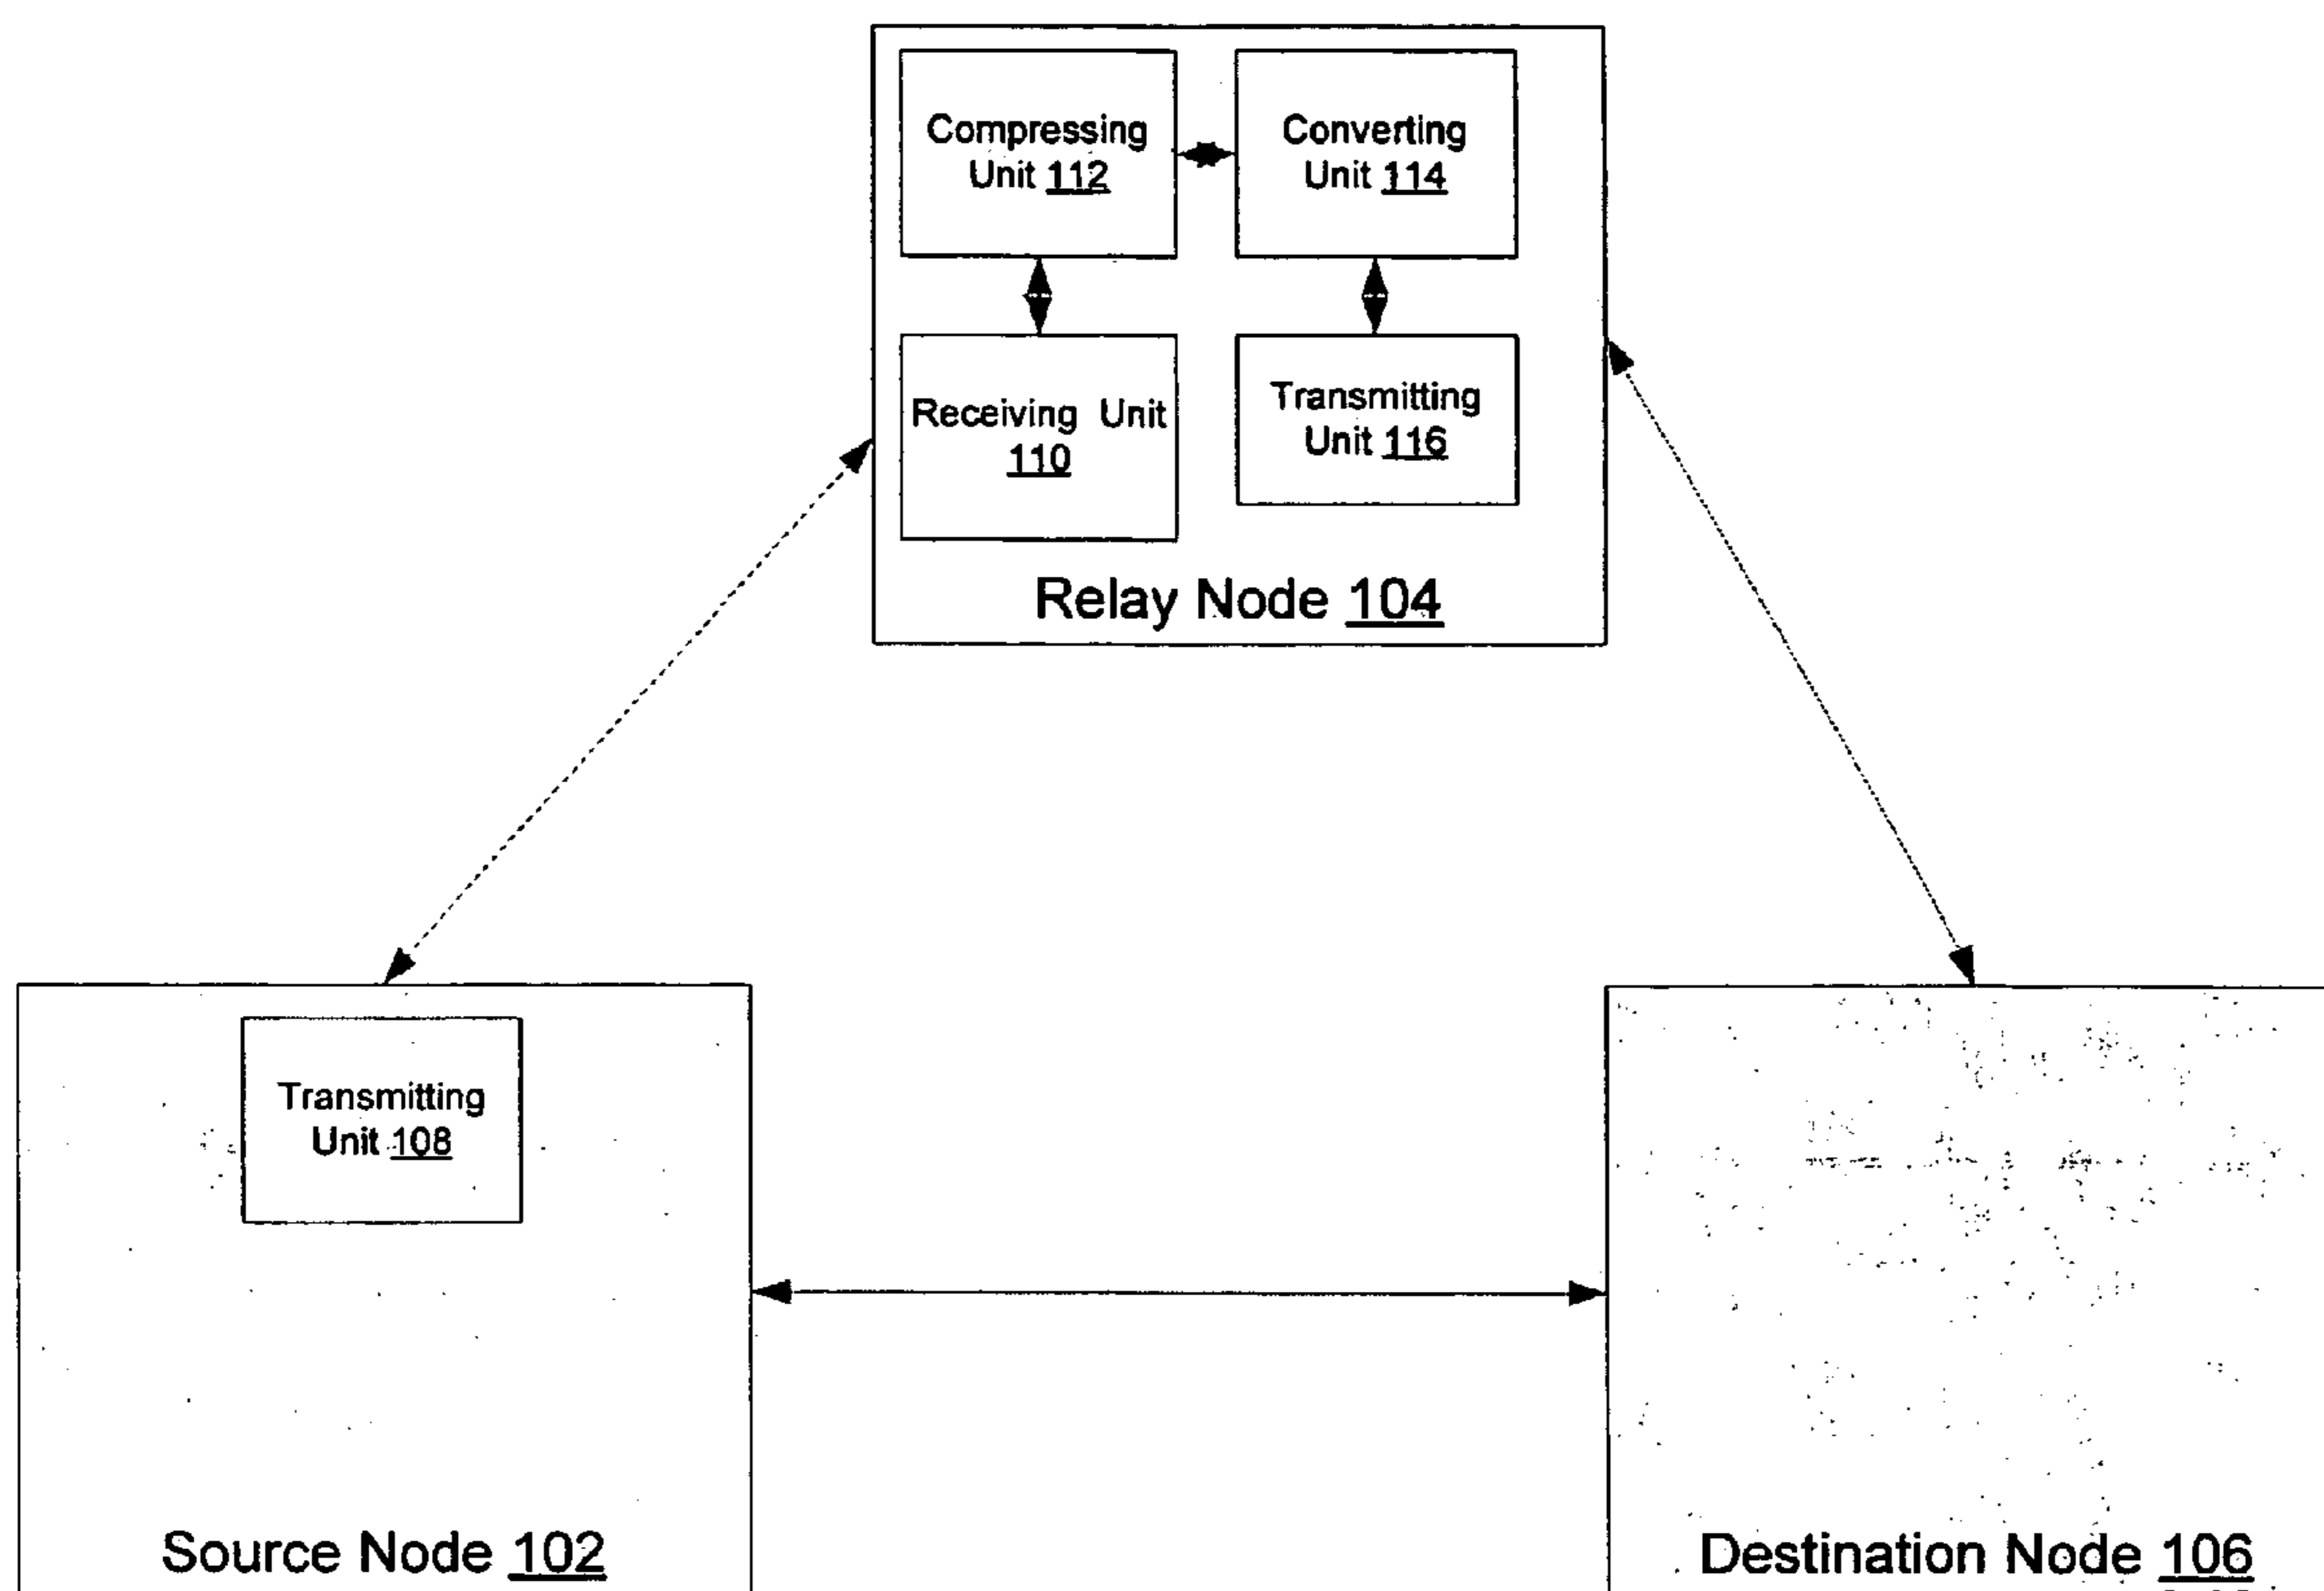 Compressing
Unit 112
Converting
Unit 114
Receiving Unit
110
Transmitting
Unit 116
Relay Node 104
Transmitting
Unit 108
Source Node 102
Destination Node 106